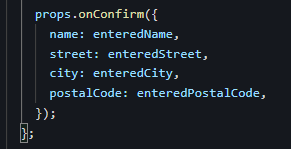 props.onConfirm({
name: enteredName,
street: enteredStreet,
city: enteredCity,
postalCode: enteredPostalCode,
});
};